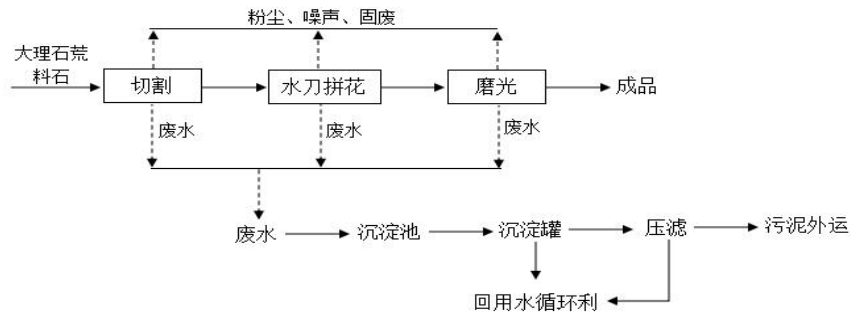 粉尘、噪声、固废
大理石荒
料石
切割
水刀拼花
磨光
成品
废水
废水
废水
废水
沉淀池
沉淀罐
压滤
污泥外运
回用水循环利